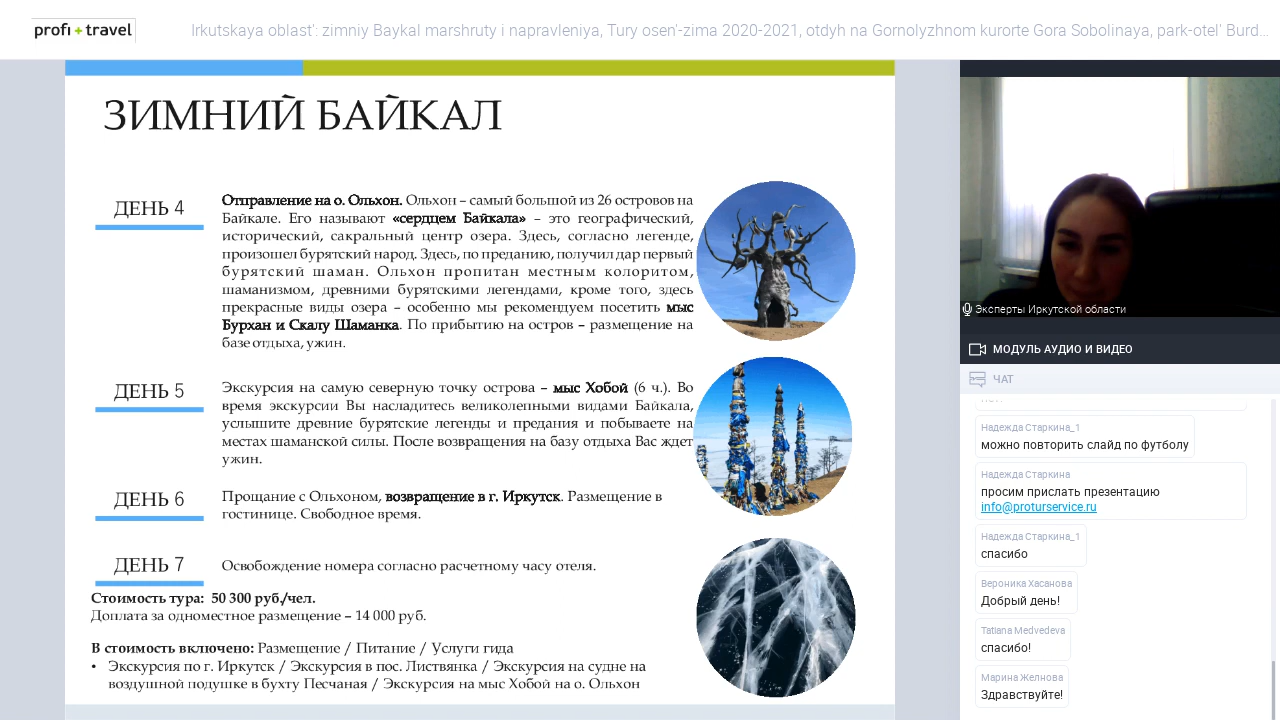 profi + travel
Irkutskaya oblast': zimniy Baykal marshruty i napravleniya, Tury osen'-zima 2020-2021, otdyh na Gornolyzhnom kurorte Gora Sobolinaya, park-otel' Burd...
ЗИМНИЙ БАЙКАЛ
ДЕНЬ 4
Отправление на о. Ольхон. Ольхон – самый большой из 26 островов на
Байкале. Его называют «сердцем Байкала» – это географический,
исторический, сакральный центр озера. Здесь, согласно легенде,
произошел бурятский народ. Здесь, по преданию, получил дар первый
бурятский шаман. Ольхон пропитан местным колоритом,
шаманизмом, древними бурятскими легендами, кроме того, здесь
прекрасные виды озера – особенно мы рекомендуем посетить мыс
Бурхан и Скалу Шаманка. По прибытию на остров – размещение на
базе отдыха, ужин.
ДЕНЬ 5
Экскурсия на самую северную точку острова – мыс Хобой (6 ч.). Во
время экскурсии Вы насладитесь великолепными видами Байкала,
услышите древние бурятские легенды и предания и побываете на
местах шаманской силы. После возвращения на базу отдыха Вас ждет
ужин.
ДЕНЬ 6
Прощание с Ольхоном, возвращение в г. Иркутск. Размещение в
гостинице. Свободное время.
ДЕНЬ 7
Освобождение номера согласно расчетному часу отеля.
Стоимость тура: 50 300 руб./чел.
Доплата за одноместное размещение – 14 000 руб.
В стоимость включено: Размещение / Питание / Услуги гида
• Экскурсия по г. Иркутск / Экскурсия в пос. Листвянка / Экскурсия на судне на
воздушной подушке в бухту Песчаная / Экскурсия на мыс Хобой на о. Ольхон
Эксперты Иркутской области
МОДУЛЬ АУДИО И ВИДЕО
ЧАТ
Надежда Старкина_1
можно повторить слайд по футболу
Надежда Старкина
просим прислать презентацию
info@proturservice.ru
Надежда Старкина_1
спасибо
Вероника Хасанова
Добрый день!
Tatiana Medvedeva
спасибо!
Марина Желнова
Здравствуйте!